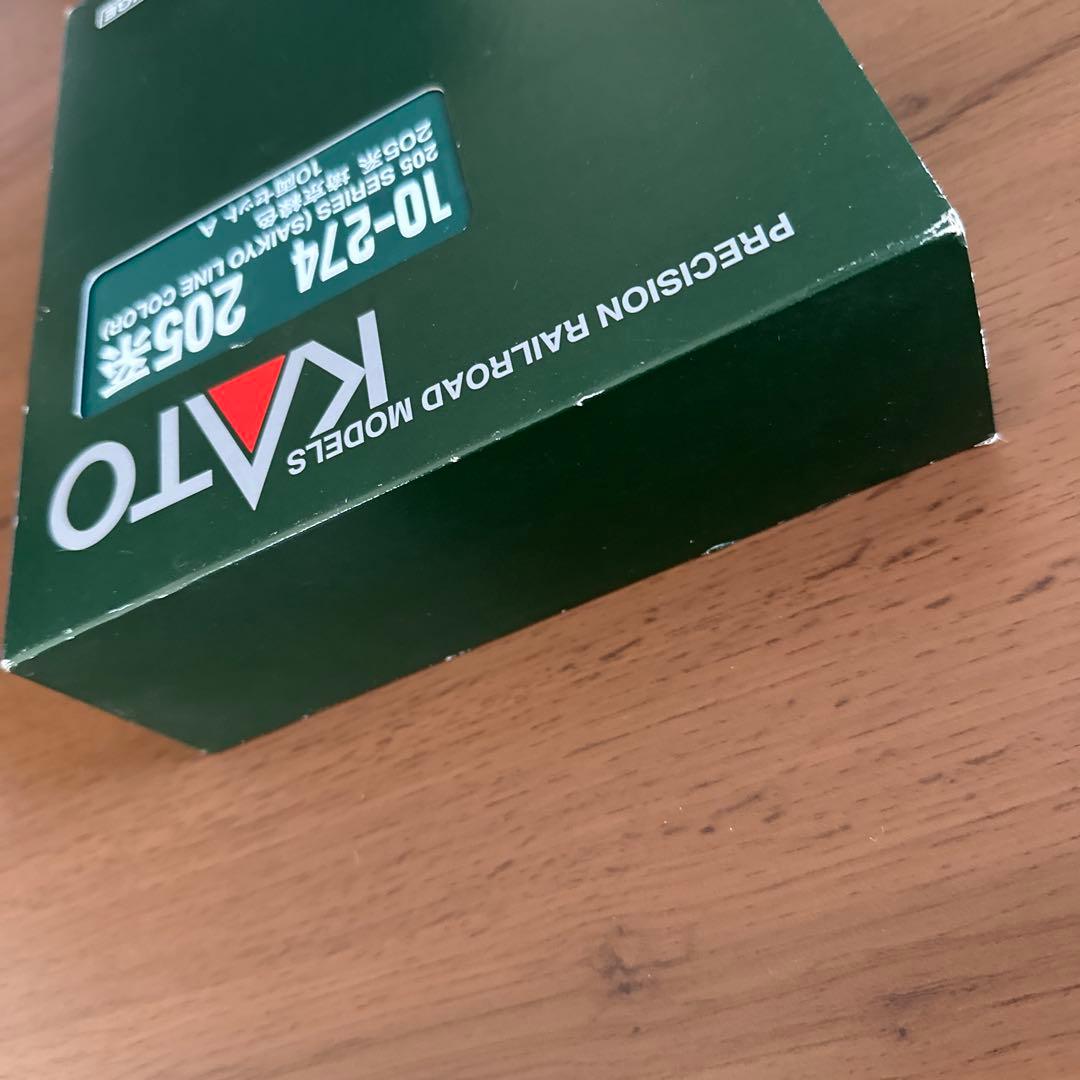 PRECISION RAILROAD MODELS
KATO
10-274 205系
205 SERIES (SAIKYO LINE COLOR)
205系 埼京線色
10両セット A